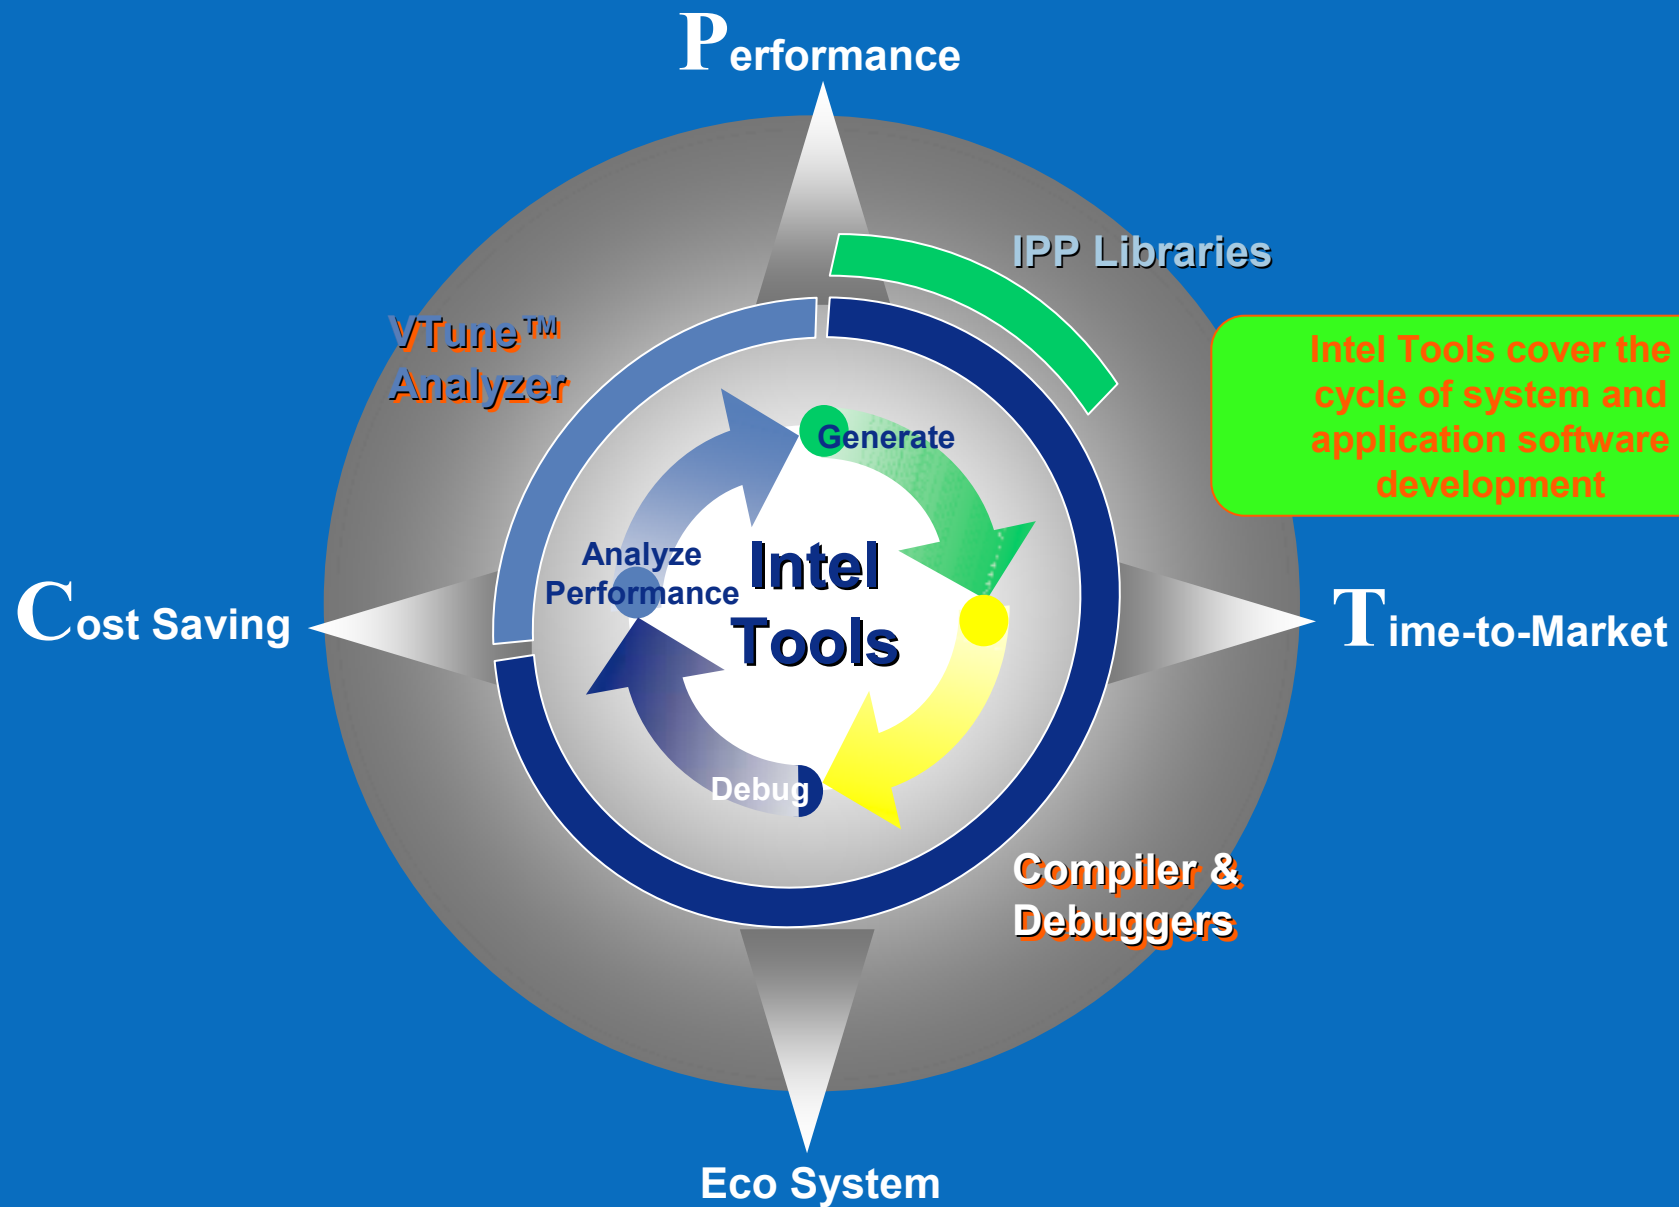 Performance
IPP Libraries
VTune™
Analyzer
Intel Tools cover the
cycle of system and
application software
development
Generate
Analyze
Performance
Intel
Tools
Cost Saving
Time-to-Market
Debug
Compiler &
Debuggers
Eco System